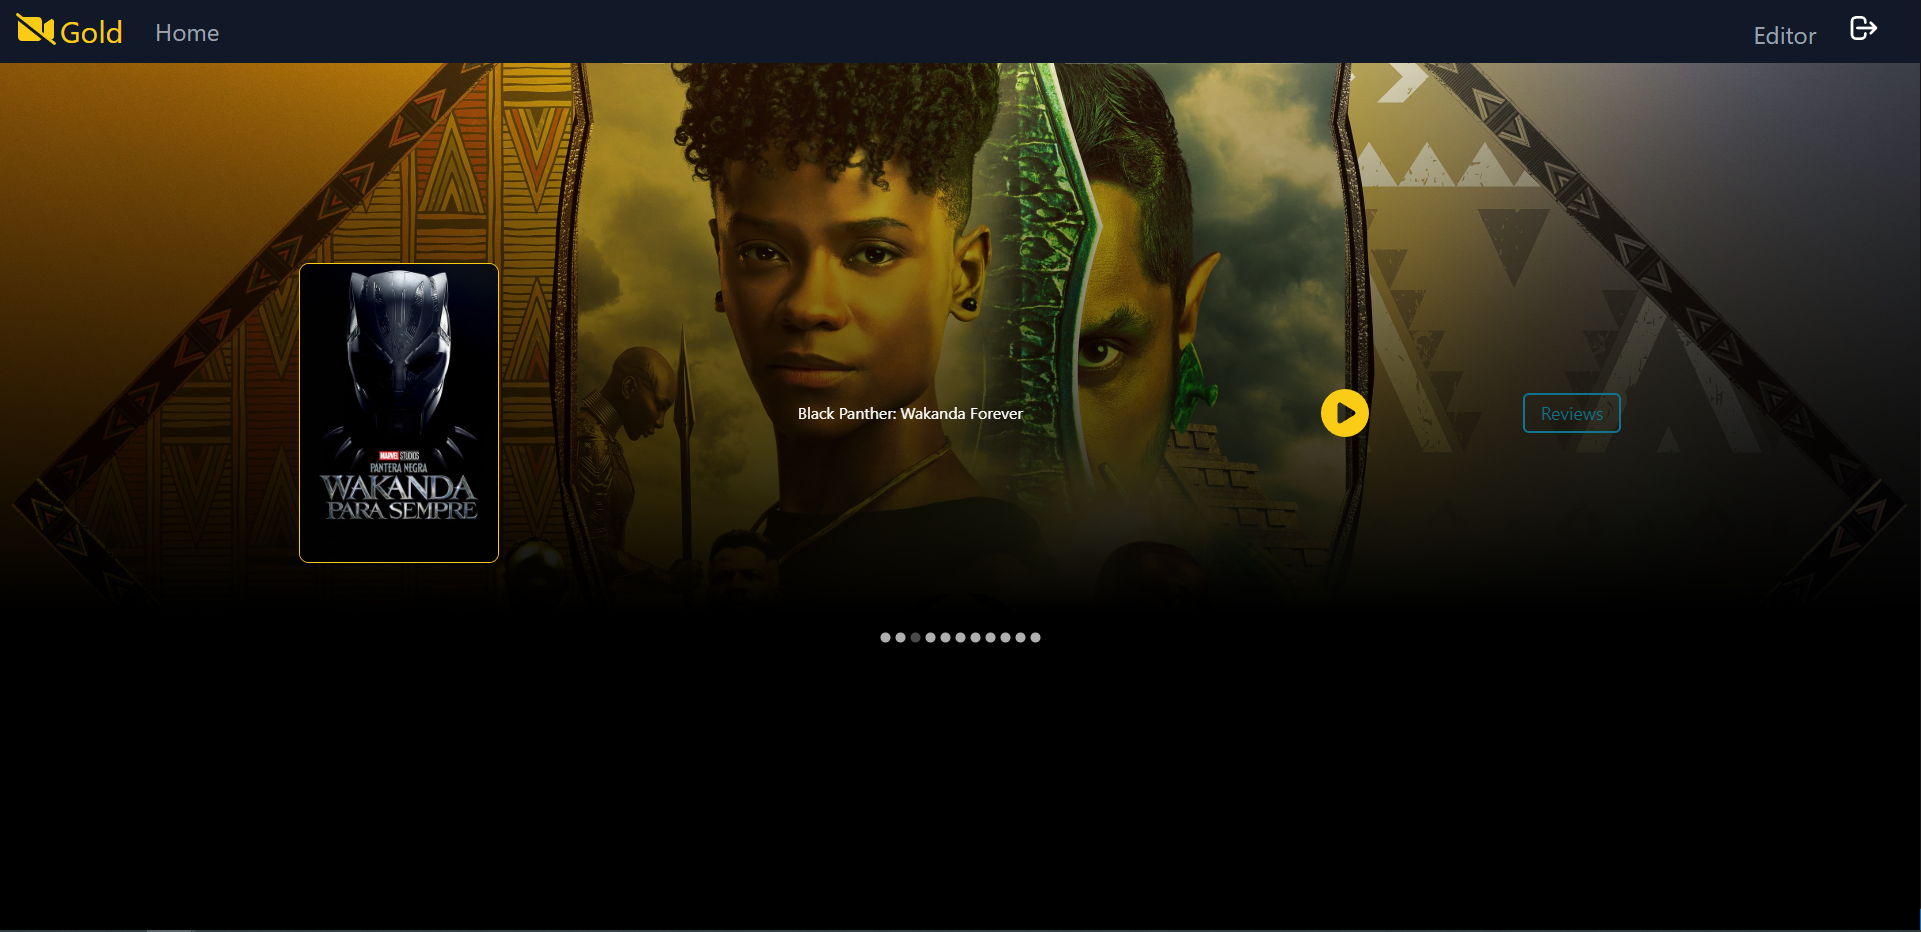 Gold
Home
Editor
MARVEL STUDIOS
PANTERA NEGRA
WAKANDA
PARA SEMPRE
Black Panther: Wakanda Forever
Reviews